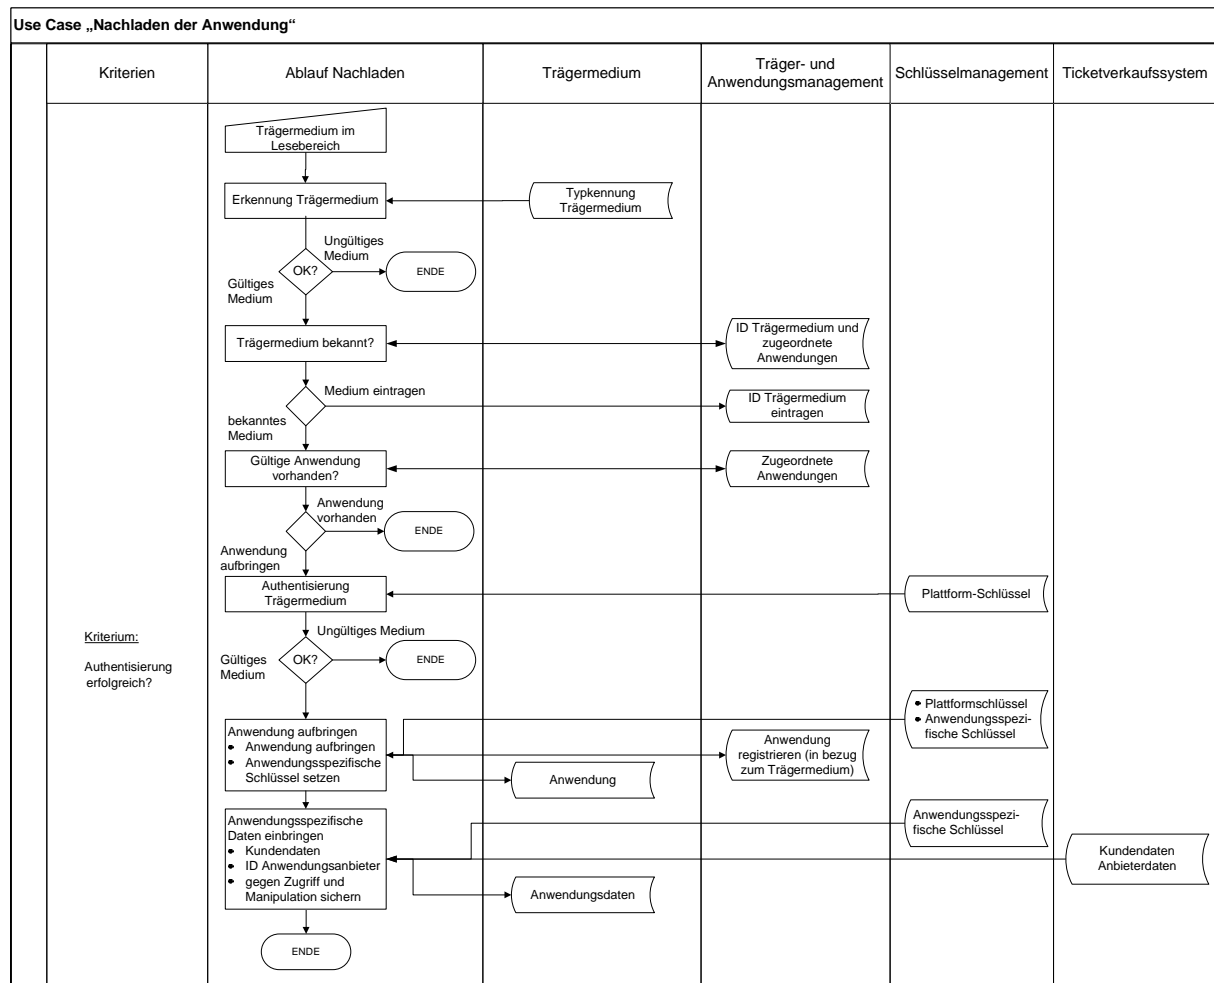 Use Case „Nachladen der Anwendung“
Kriterien
Ablauf Nachladen
Trägermedium
Träger- und
Anwendungsmanagement
Schlüsselmanagement
Ticketverkaufssystem
Trägermedium im
Lesebereich
Erkennung Trägermedium
Typkennung
Trägermedium
Ungültiges
Medium
OK?
ENDE
Gültiges
Medium
Trägermedium bekannt?
ID Trägermedium und
zugeordnete
Anwendungen
Medium eintragen
ID Trägermedium
eintragen
bekanntes
Medium
Gültige Anwendung
vorhanden?
Zugeordnete
Anwendungen
Anwendung
vorhanden
ENDE
Anwendung
aufbringen
Authentisierung
Trägermedium
Plattform-Schlüssel
Kriterium:
Authentisierung
erfolgreich?
Ungültiges Medium
OK?
ENDE
Gültiges
Medium
Anwendung aufbringen
• Anwendung aufbringen
• Anwendungsspezifische
Schlüssel setzen
• Plattformschlüssel
• Anwendungsspezi-
fische Schlüssel
Anwendung
registrieren (in bezug
zum Trägermedium)
Anwendung
Anwendungsspezifische
Daten einbringen
• Kundendaten
• ID Anwendungsanbieter
• gegen Zugriff und
Manipulation sichern
Anwendungsspezi-
fische Schlüssel
Kundendaten
Anbieterdaten
Anwendungsdaten
ENDE